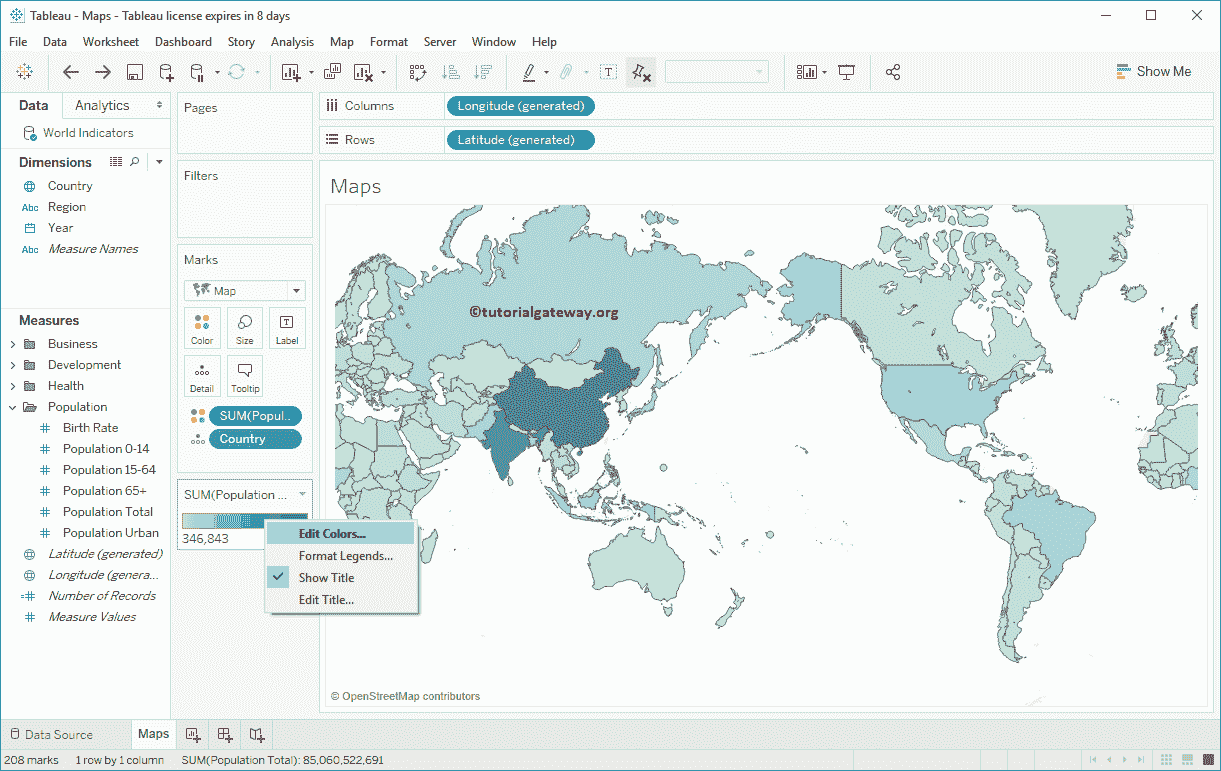 Tableau - Maps - Tableau license expires in 8 days
File Data Worksheet Dashboard Story Analysis Map Format Server Window Help
Show Me
Data Analytics
World Indicators
Dimensions
Country
Abc Region
Year
Abc Measure Names
Measures
Business
Development
Health
Population
Birth Rate
Population 0-14
Population 15-64
Population 65+
Population Total
Population Urban
Latitude (generated)
Longitude (genera...
Number of Records
Measure Values
Pages
Filters
Marks
Map
Color Size Label
Detail Tooltip
SUM(Popul..
Country
SUM(Population ...
346,843
Edit Colors...
Format Legends...
Show Title
Edit Title...
Columns Longitude (generated)
Rows Latitude (generated)
Maps
©tutorialgateway.org
© OpenStreetMap contributors
Data Source Maps
208 marks 1 row by 1 column SUM(Population Total): 85,060,522,691